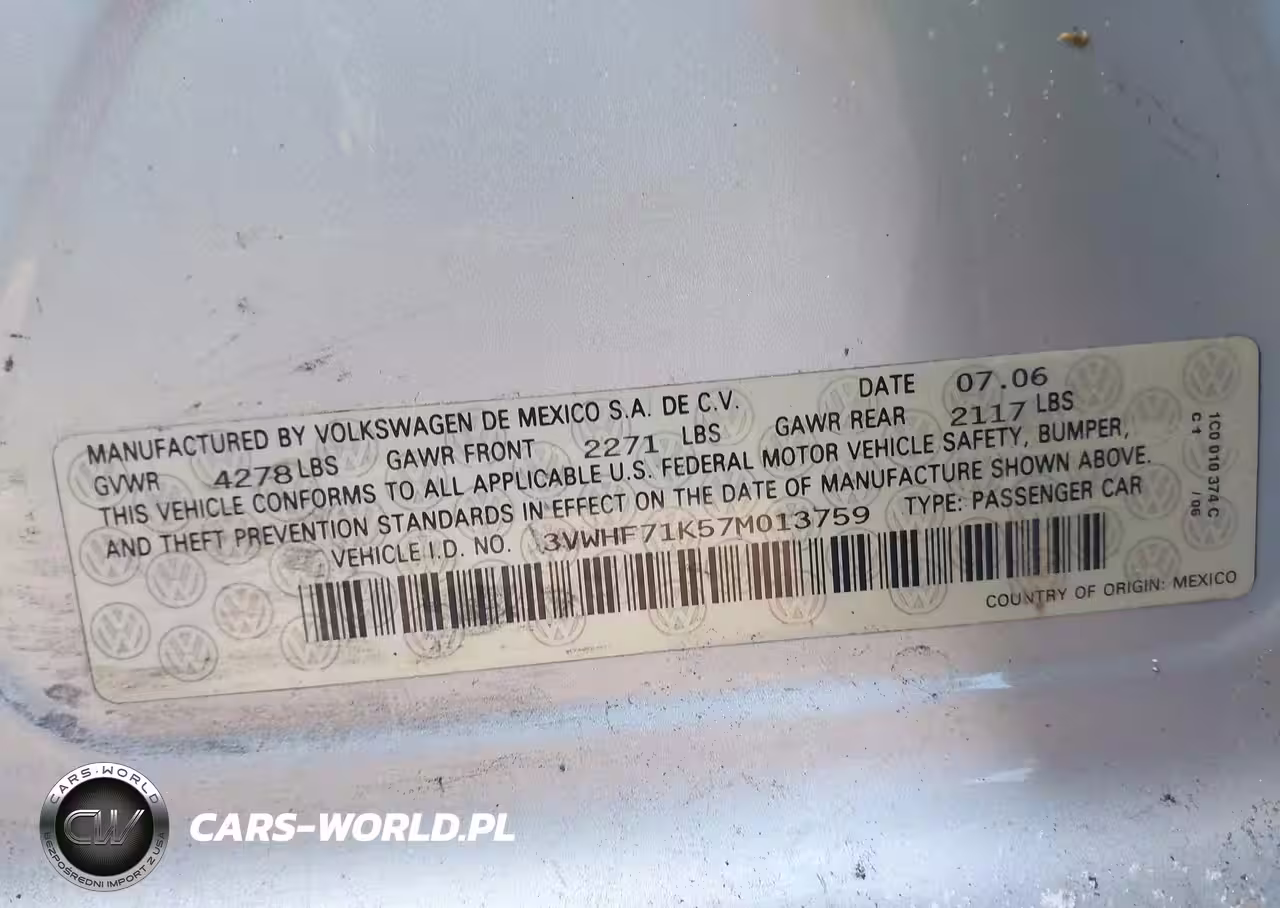 MANUFACTURED BY VOLKSWAGEN DE MEXICO S.A. DE C.V. DATE 07.06
GVWR 4278 LBS GAWR FRONT 2271 LBS GAWR REAR 2117 LBS
THIS VEHICLE CONFORMS TO ALL APPLICABLE U.S. FEDERAL MOTOR VEHICLE SAFETY, BUMPER,
AND THEFT PREVENTION STANDARDS IN EFFECT ON THE DATE OF MANUFACTURE SHOWN ABOVE.
VEHICLE I.D. NO. 3VWHF71K57M013759 TYPE: PASSENGER CAR
COUNTRY OF ORIGIN: MEXICO
1C0 010 374 C
C1 /06
CARS-WORLD
CW
BEZPOŚREDNI IMPORT Z USA
CARS-WORLD.PL